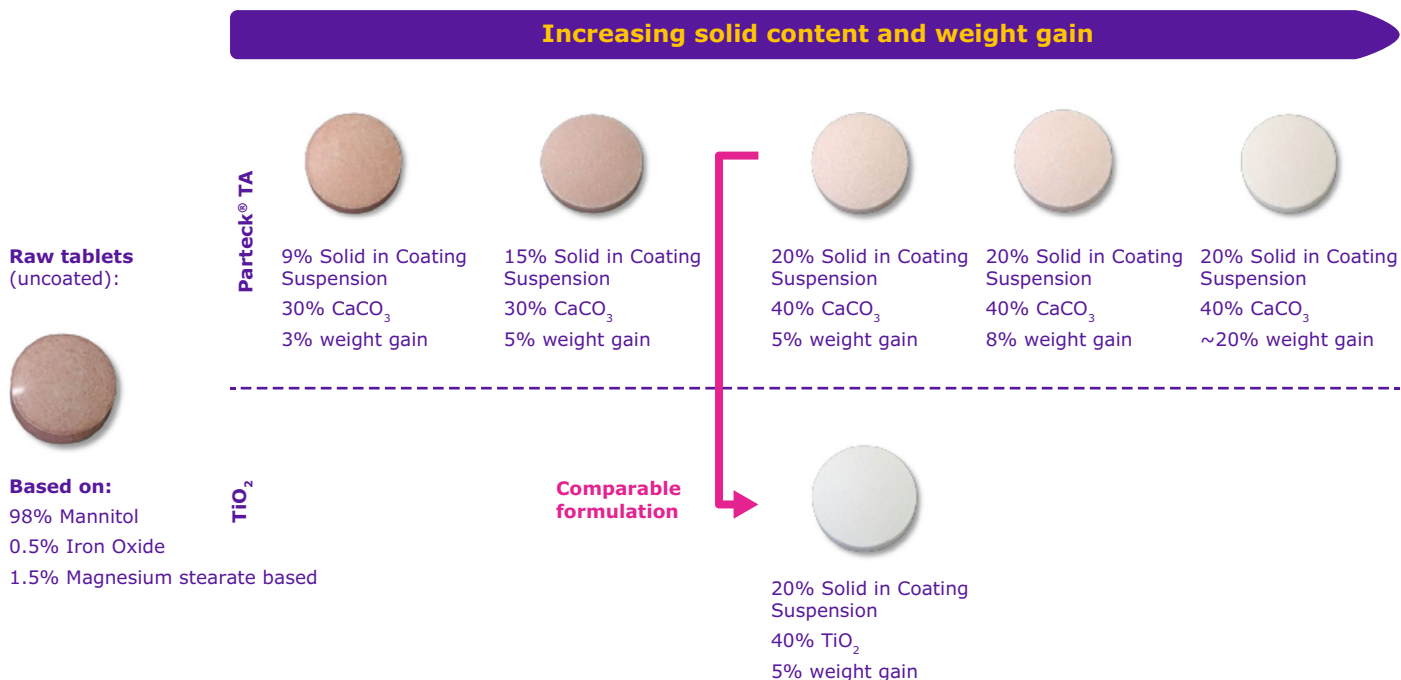 Increasing solid content and weight gain
Parteck® TA
Raw tablets
(uncoated):
9% Solid in Coating
Suspension
30% CaCO₃
3% weight gain
15% Solid in Coating
Suspension
30% CaCO₃
5% weight gain
20% Solid in Coating
Suspension
40% CaCO₃
5% weight gain
20% Solid in Coating
Suspension
40% CaCO₃
8% weight gain
20% Solid in Coating
Suspension
40% CaCO₃
~20% weight gain
Based on:
98% Mannitol
0.5% Iron Oxide
1.5% Magnesium stearate based
TiO₂
Comparable
formulation
20% Solid in Coating
Suspension
40% TiO₂
5% weight gain